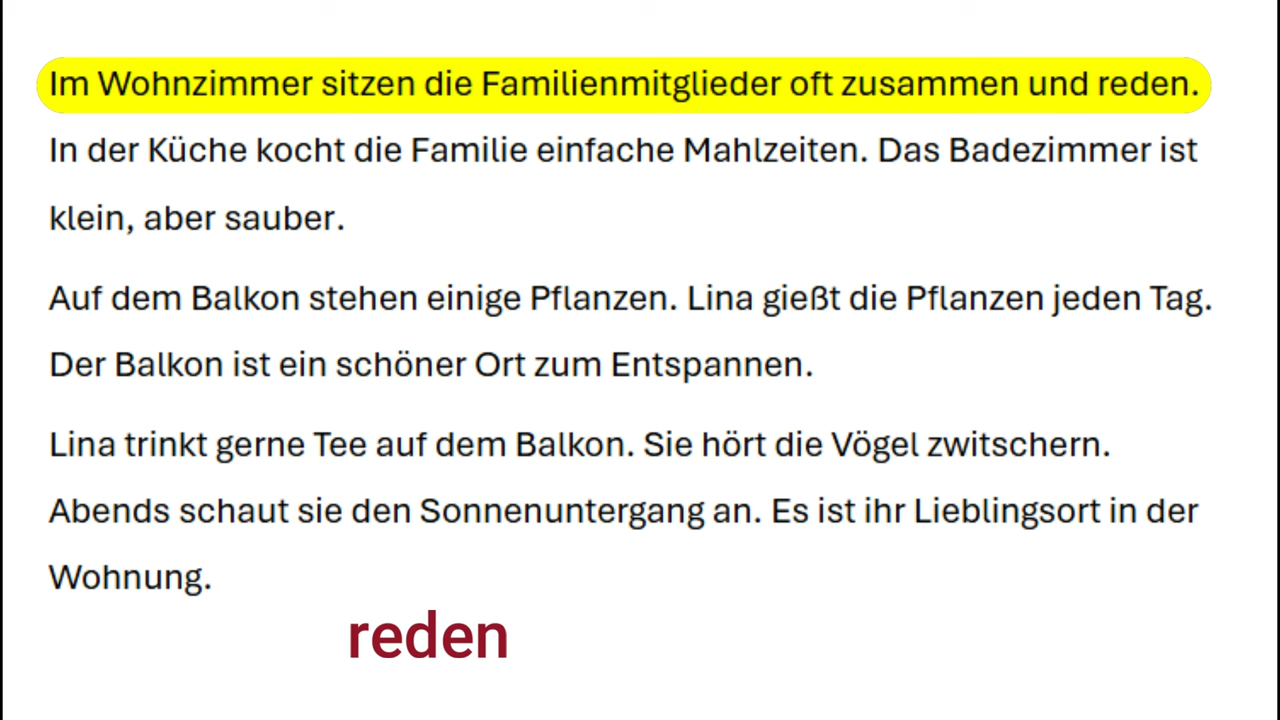 Im Wohnzimmer sitzen die Familienmitglieder oft zusammen und reden.
In der Küche kocht die Familie einfache Mahlzeiten. Das Badezimmer ist
klein, aber sauber.
Auf dem Balkon stehen einige Pflanzen. Lina gießt die Pflanzen jeden Tag.
Der Balkon ist ein schöner Ort zum Entspannen.
Lina trinkt gerne Tee auf dem Balkon. Sie hört die Vögel zwitschern.
Abends schaut sie den Sonnenuntergang an. Es ist ihr Lieblingsort in der
Wohnung.
reden